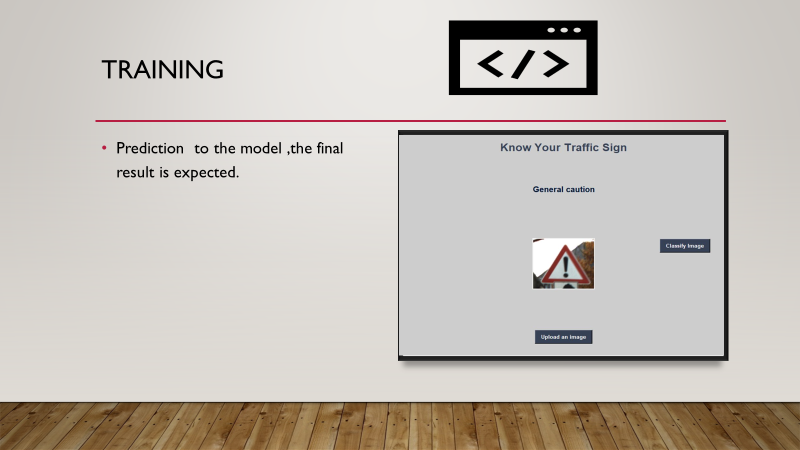 TRAINING
</>
• Prediction  to the model ,the final
result is expected.
Know Your Traffic Sign
General caution
Classify Image
!
Upload an image